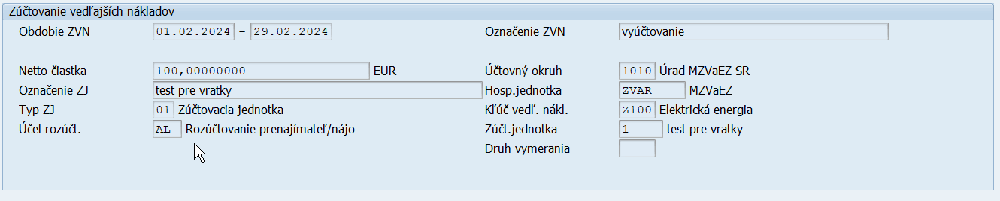 Zúčtovanie vedľajších nákladov
Obdobie ZVN 01.02.2024 – 29.02.2024 Označenie ZVN vyúčtovanie
Netto čiastka 100,00000000 EUR Účtovný okruh 1010 Úrad MZVaEZ SR
Označenie ZJ test pre vratky Hosp.jednotka ZVAR MZVaEZ
Typ ZJ 01 Zúčtovacia jednotka Kľúč vedľ. nákl. Z100 Elektrická energia
Účel rozúčt. AL Rozúčtovanie prenajímateľ/nájo Zúčt.jednotka 1 test pre vratky
Druh vymerania